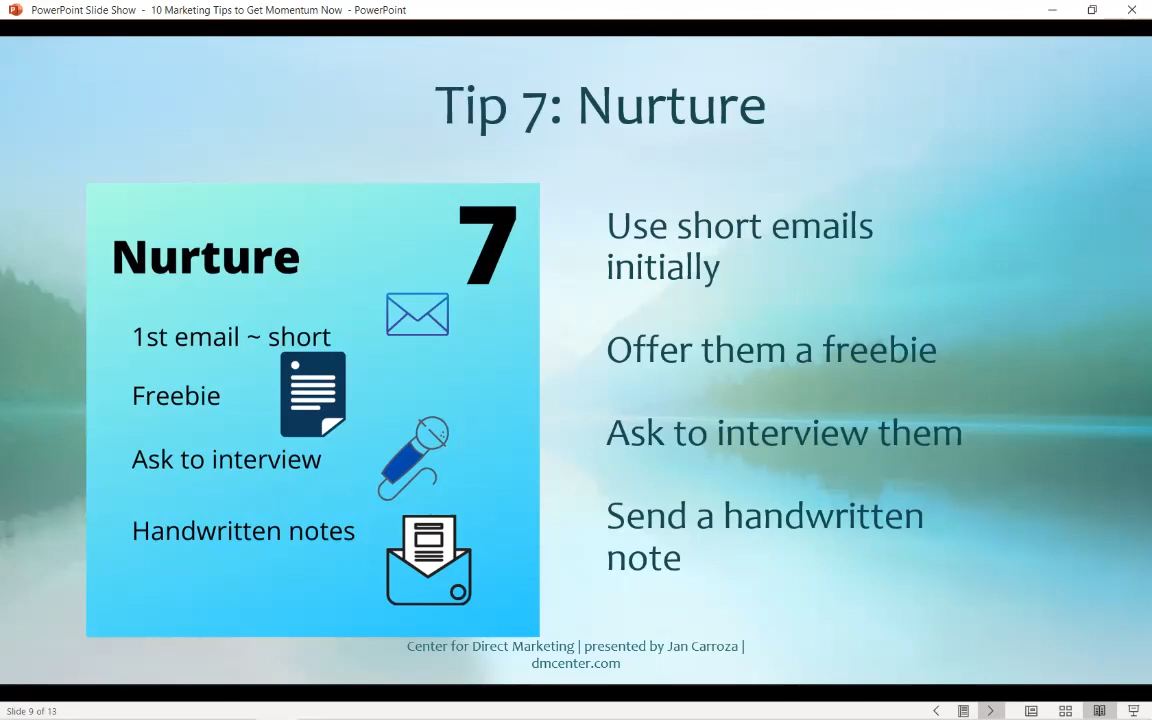 PowerPoint Slide Show - 10 Marketing Tips to Get Momentum Now - PowerPoint
Tip 7: Nurture
7
Nurture
1st email ~ short
Freebie
Ask to interview
Handwritten notes
Use short emails
initially
Offer them a freebie
Ask to interview them
Send a handwritten
note
Center for Direct Marketing | presented by Jan Carroza |
dmcenter.com
Slide 9 of 13